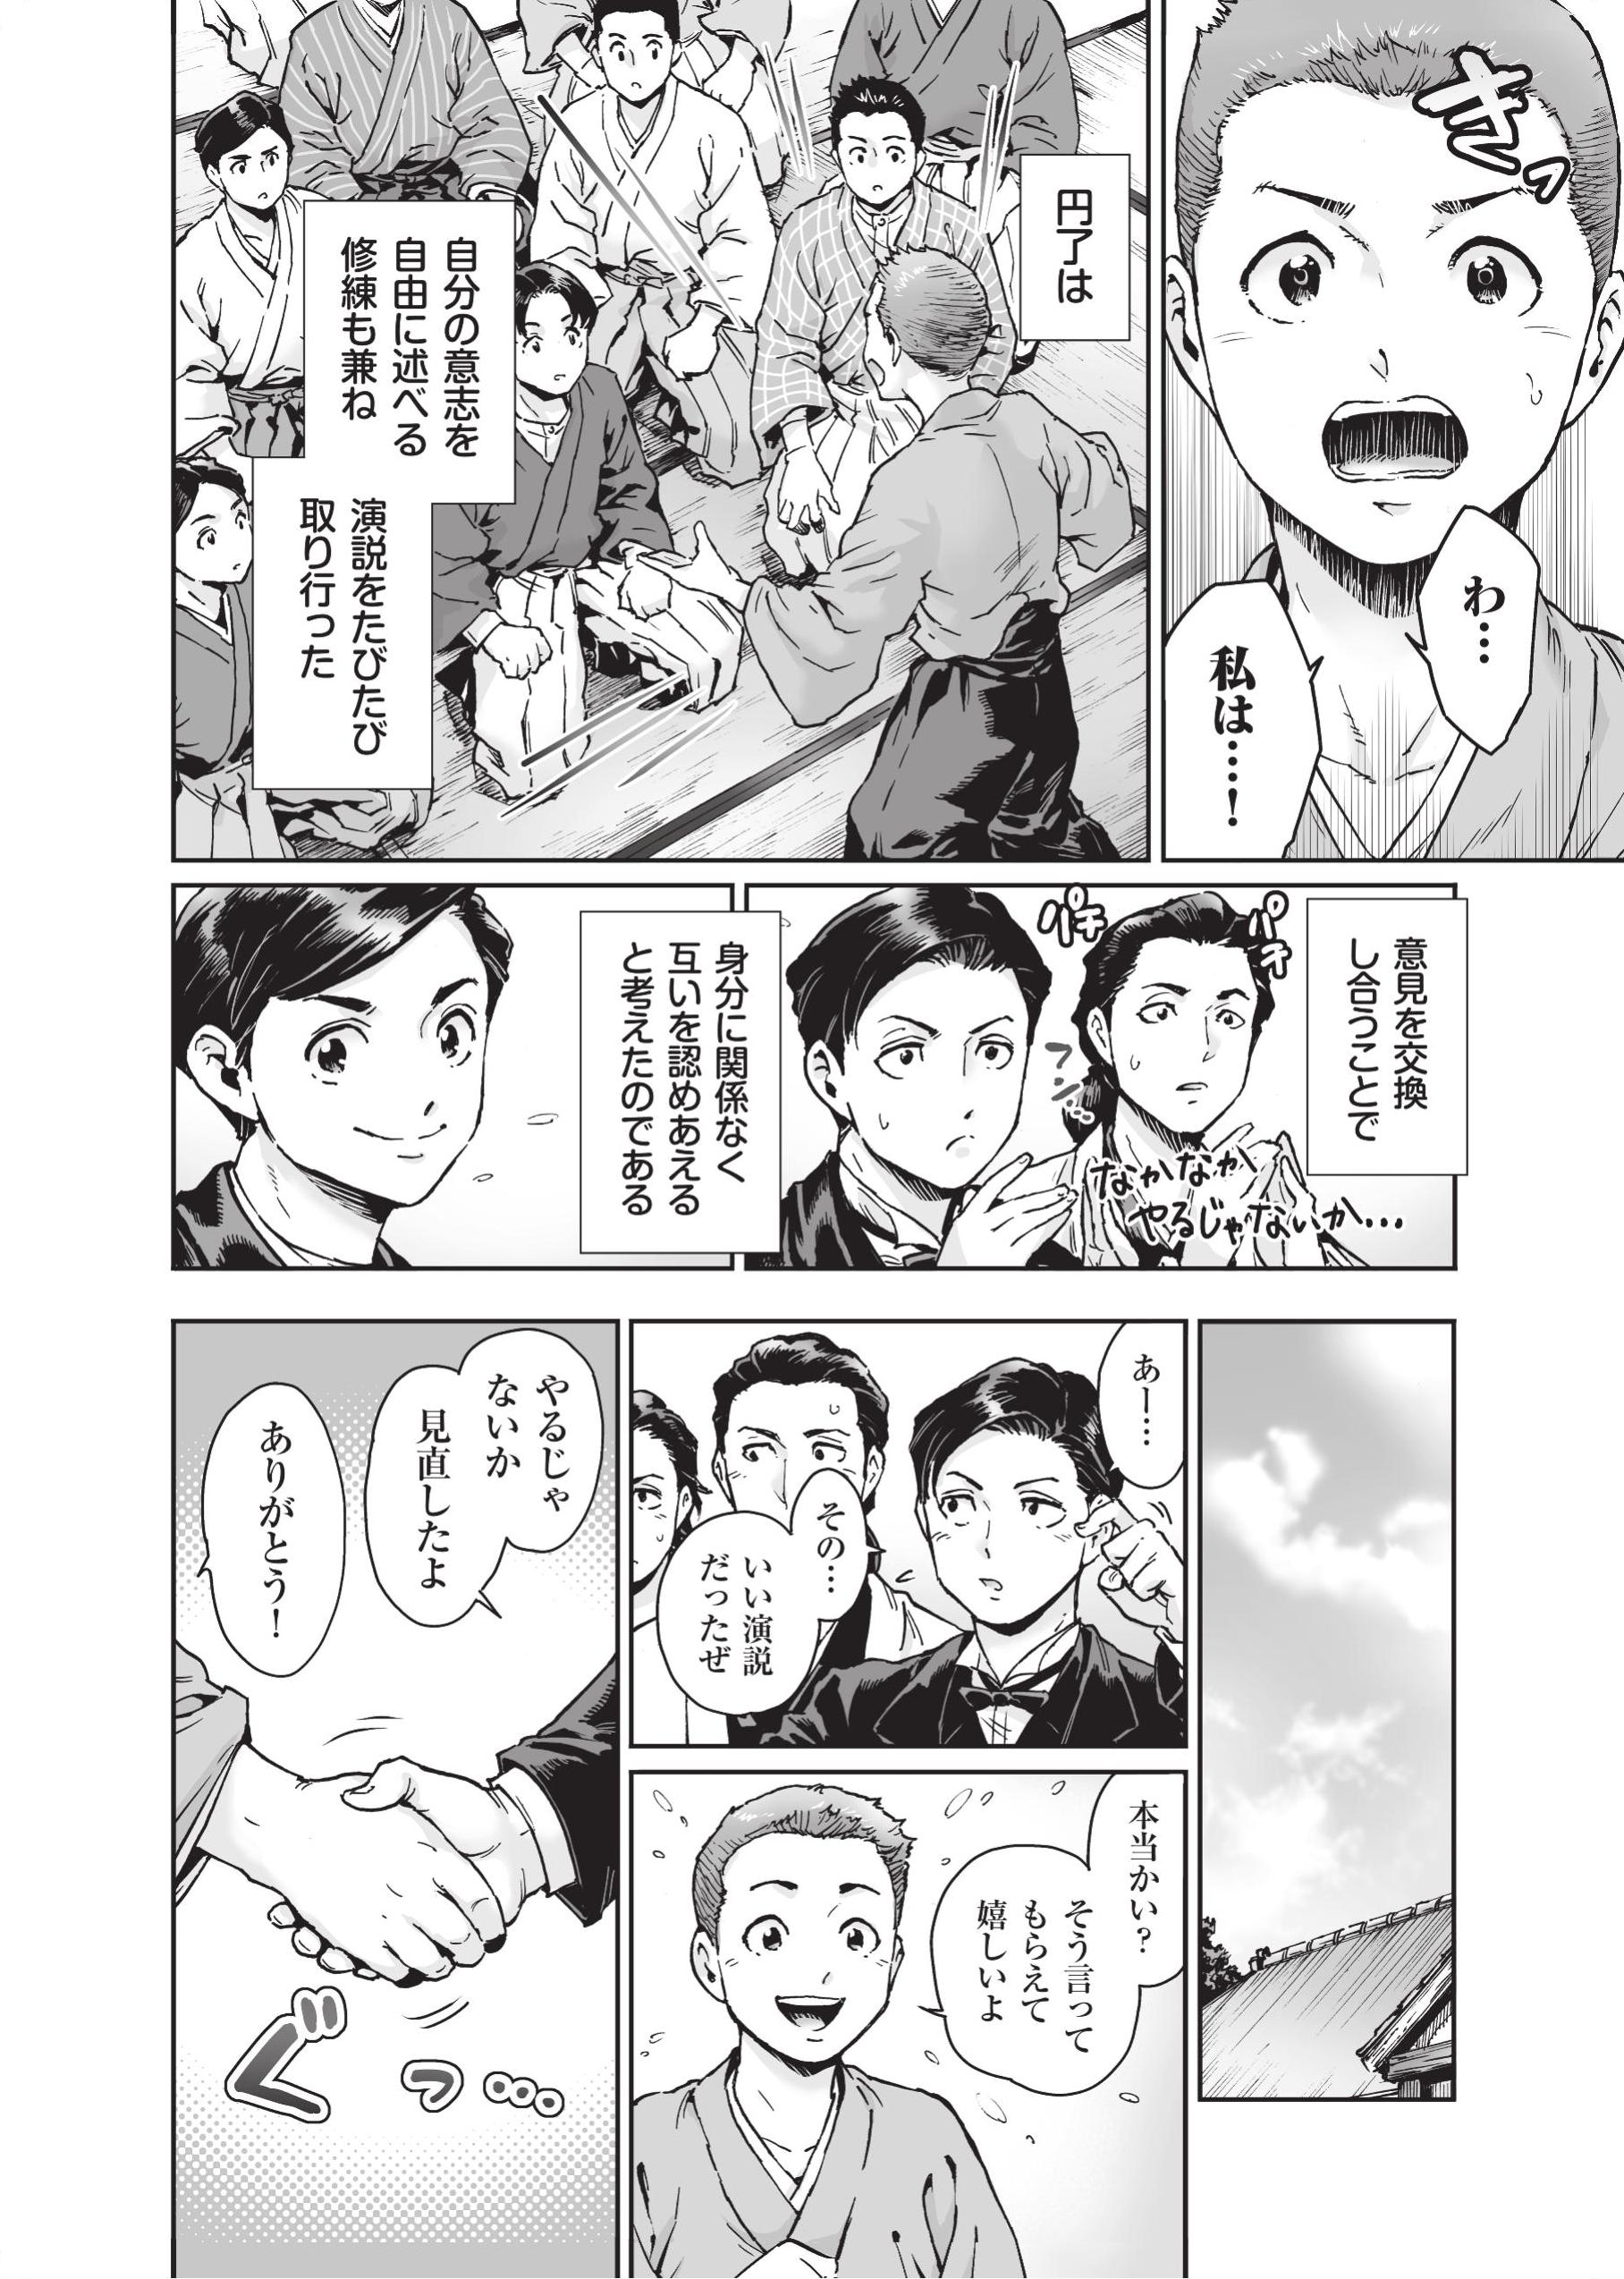 きっ
わ…
私は……！
円了は
自分の意志を
自由に述べる
修練も兼ね
演説をたびたび
取り行った
意見を交換
し合うことで
パチ
パチ
フン…
なかなか
やるじゃないか…
身分に関係なく
互いを認めあえる
と考えたのである
あー…
その…
いい演説
だったぜ
本当かい？
そう言って
もらえて
嬉しいよ
やるじゃ
ないか
見直したよ
ありがとう！
ぐっ…